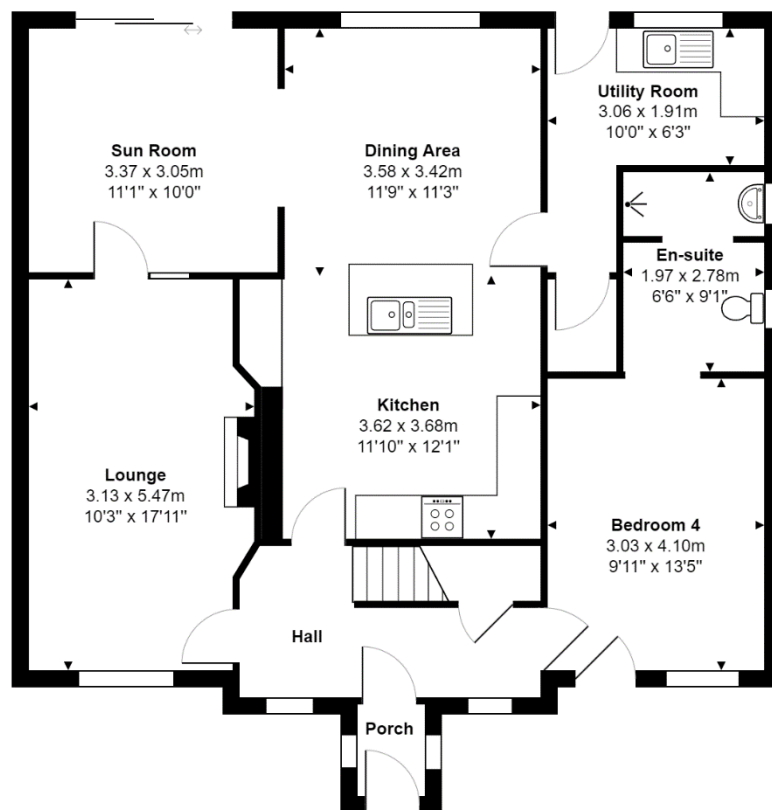 Sun Room
3.37 x 3.05m
11'1" x 10'0"
Dining Area
3.58 x 3.42m
11'9" x 11'3"
Utility Room
3.06 x 1.91m
10'0" x 6'3"
En-suite
1.97 x 2.78m
6'6" x 9'1"
Kitchen
3.62 x 3.68m
11'10" x 12'1"
Lounge
3.13 x 5.47m
10'3" x 17'11"
Bedroom 4
3.03 x 4.10m
9'11" x 13'5"
Hall
Porch